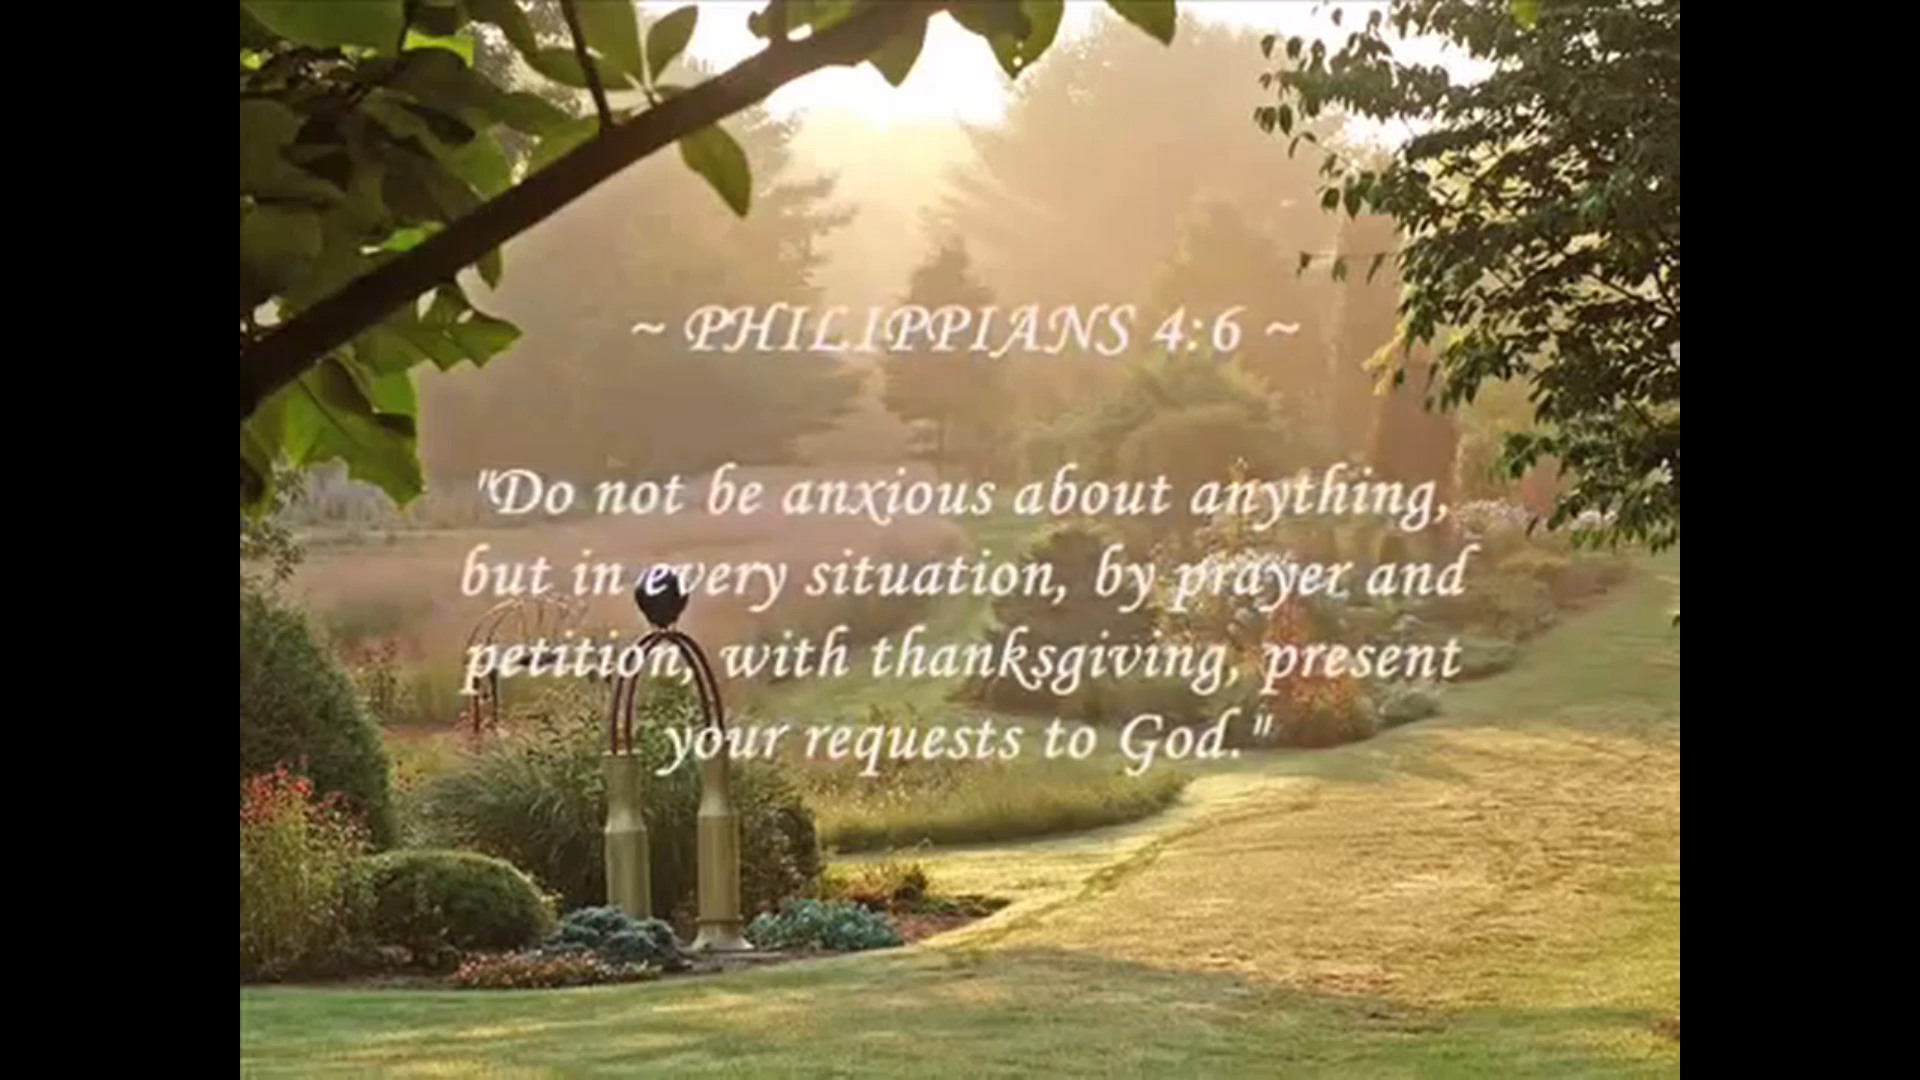 ~ PHILIPPIANS 4:6 ~
"Do not be anxious about anything,
but in every situation, by prayer and
petition, with thanksgiving, present
your requests to God."